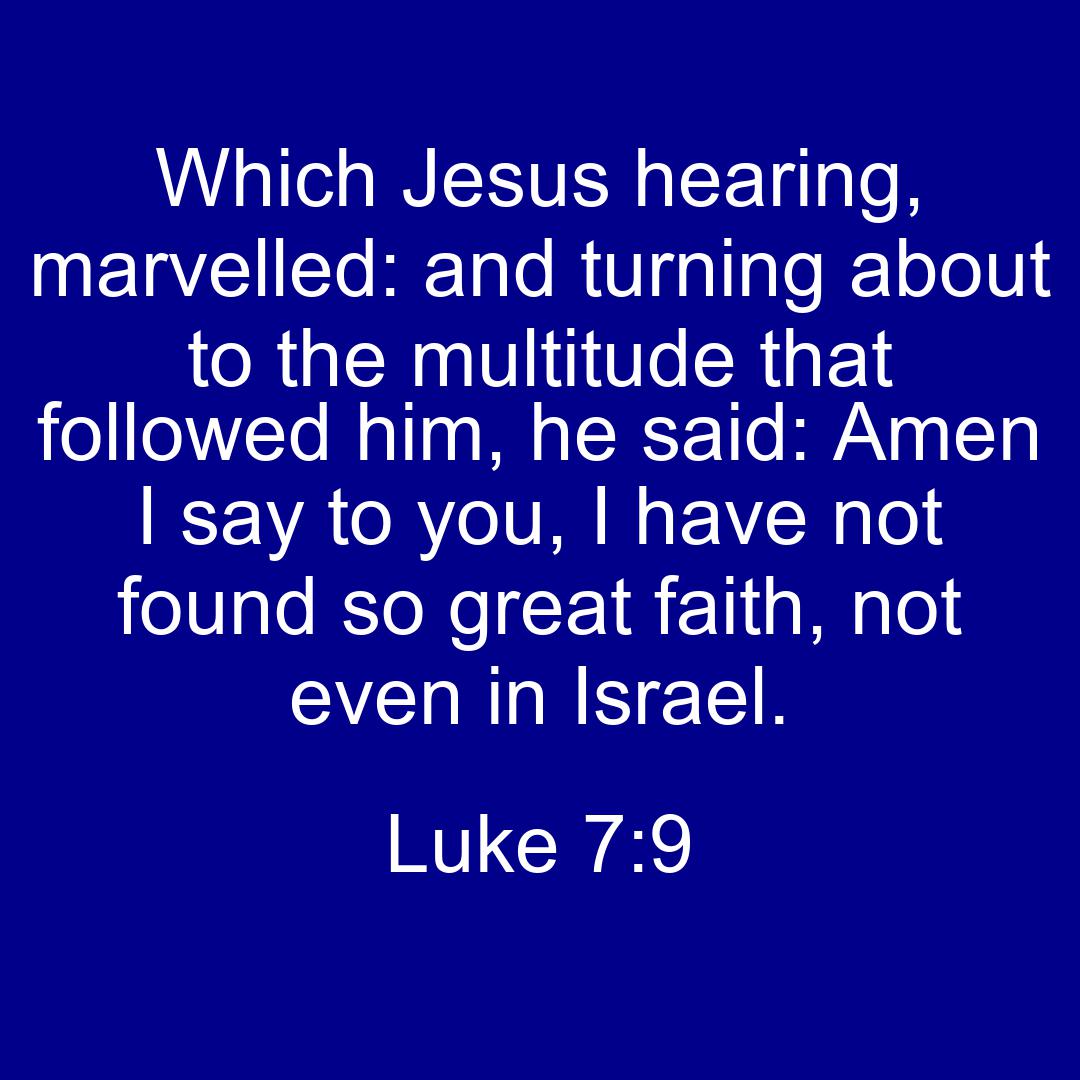 Which Jesus hearing,
marvelled: and turning about
to the multitude that
followed him, he said: Amen
I say to you, I have not
found so great faith, not
even in Israel.
Luke 7:9